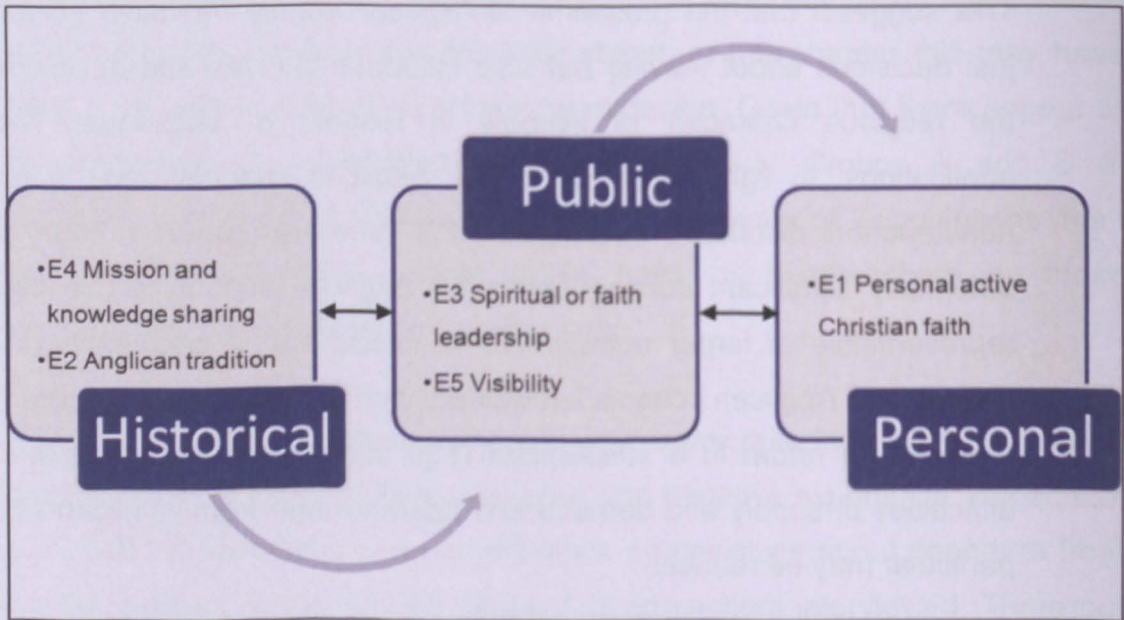 •E4 Mission and
knowledge sharing
•E2 Anglican tradition
Historical
Public
•E3 Spiritual or faith
leadership
•E5 Visibility
•E1 Personal active
Christian faith
Personal